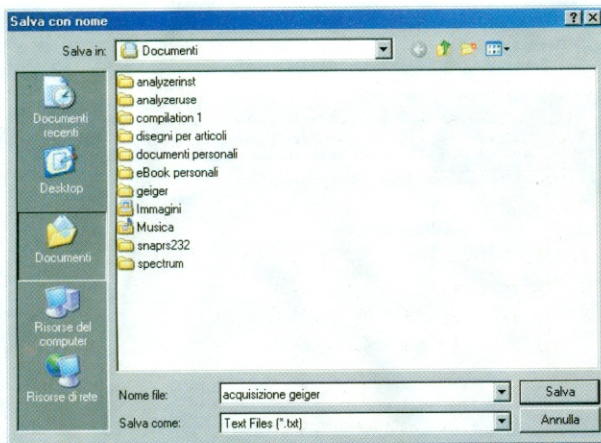 Salva con nome
Salva in:
Documenti
Documenti
recenti
Desktop
Documenti
Risorse del
computer
Risorse di rete
analyzerinst
analyzeruse
compilation 1
disegni per articoli
documenti personali
eBook personali
geiger
Immagini
Musica
snaprs232
spectrum
Nome file:
acquisizione geiger
Salva
Salva come:
Text Files (*.txt)
Annulla